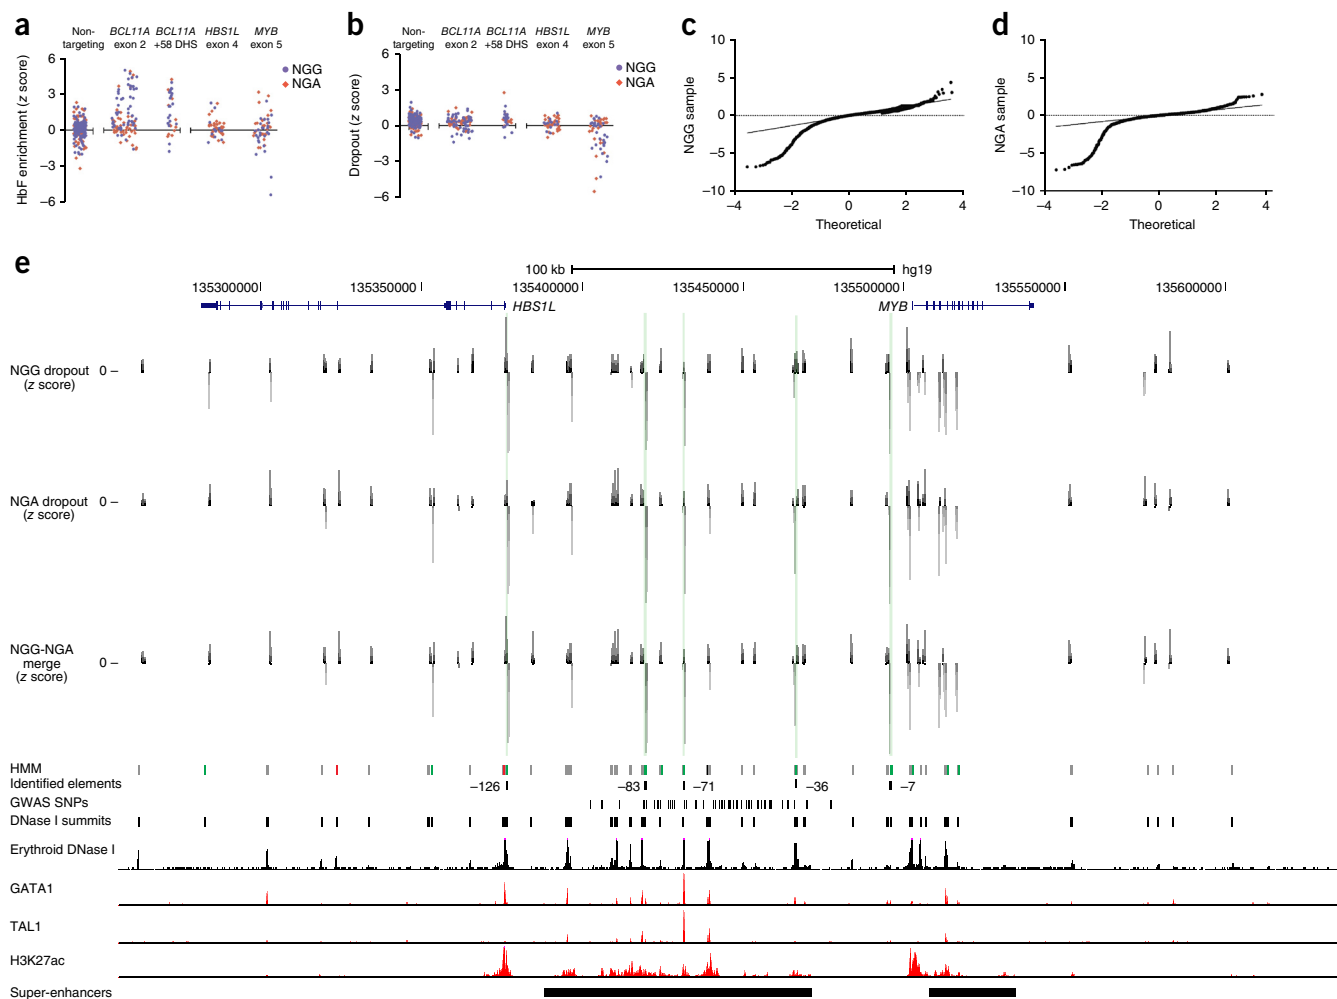 a
Non-targeting
BCL11A exon 2
BCL11A +58 DHS
HBS1L exon 4
MYB exon 5
HbF enrichment (z score)
6
3
0
−3
−6
NGG
NGA
b
Non-targeting
BCL11A exon 2
BCL11A +58 DHS
HBS1L exon 4
MYB exon 5
Dropout (z score)
6
3
0
−3
−6
NGG
NGA
c
NGG sample
10
5
0
−5
−10
−4
−2
0
2
4
Theoretical
d
NGA sample
10
5
0
−5
−10
−4
−2
0
2
4
Theoretical
e
100 kb
hg19
135300000
135350000
135400000
135450000
135500000
135550000
135600000
HBS1L
MYB
NGG dropout
(z score)
0
NGA dropout
(z score)
0
NGG-NGA
merge
(z score)
0
HMM
Identified elements
−126
−83
−71
−36
−7
GWAS SNPs
DNase I summits
Erythroid DNase I
GATA1
TAL1
H3K27ac
Super-enhancers